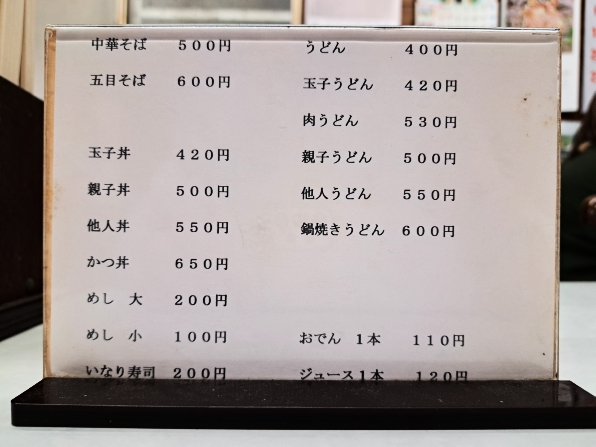 中華そば　５００円
五目そば　６００円
玉子丼　４２０円
親子丼　５００円
他人丼　５５０円
かつ丼　６５０円
めし　大　２００円
めし　小　１００円
いなり寿司　２００円
うどん　４００円
玉子うどん　４２０円
肉うどん　５３０円
親子うどん　５００円
他人うどん　５５０円
鍋焼きうどん　６００円
おでん　１本　１１０円
ジュース１本　１２０円